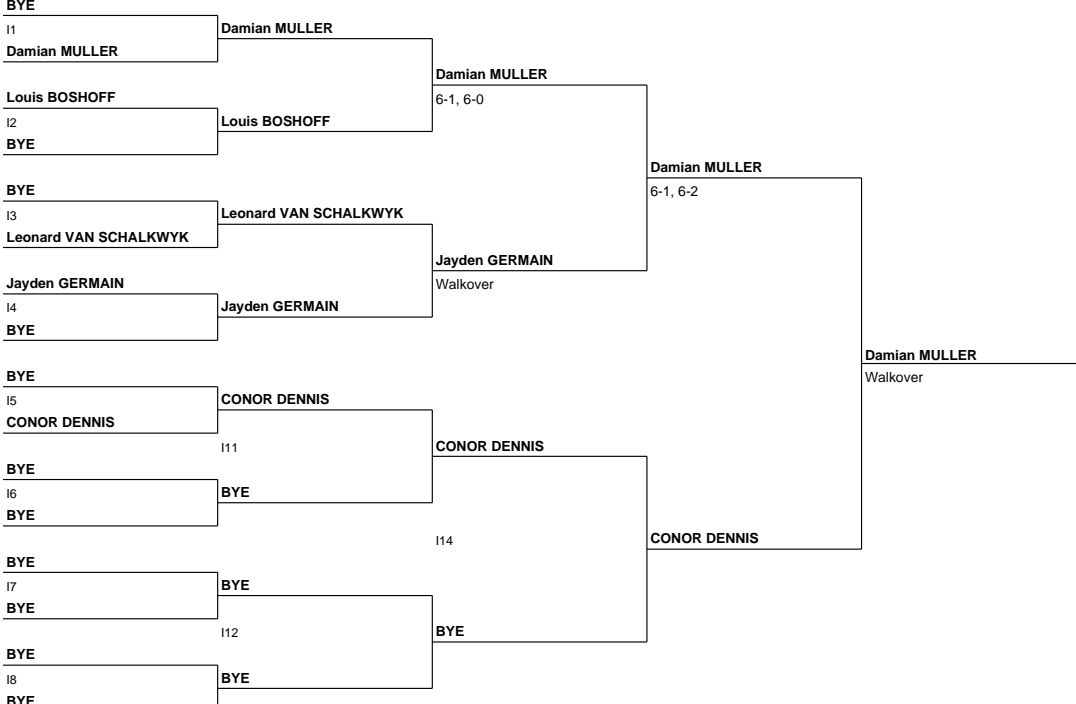 BYE
I1
Damian MULLER
Damian MULLER
Damian MULLER
6-1, 6-0
Louis BOSHOFF
I2
BYE
Louis BOSHOFF
Damian MULLER
6-1, 6-2
BYE
I3
Leonard VAN SCHALKWYK
Leonard VAN SCHALKWYK
Jayden GERMAIN
Walkover
Jayden GERMAIN
I4
BYE
Jayden GERMAIN
Damian MULLER
Walkover
BYE
I5
CONOR DENNIS
CONOR DENNIS
I11
CONOR DENNIS
BYE
I6
BYE
BYE
I14
CONOR DENNIS
BYE
I7
BYE
BYE
I12
BYE
BYE
I8
BYE
BYE